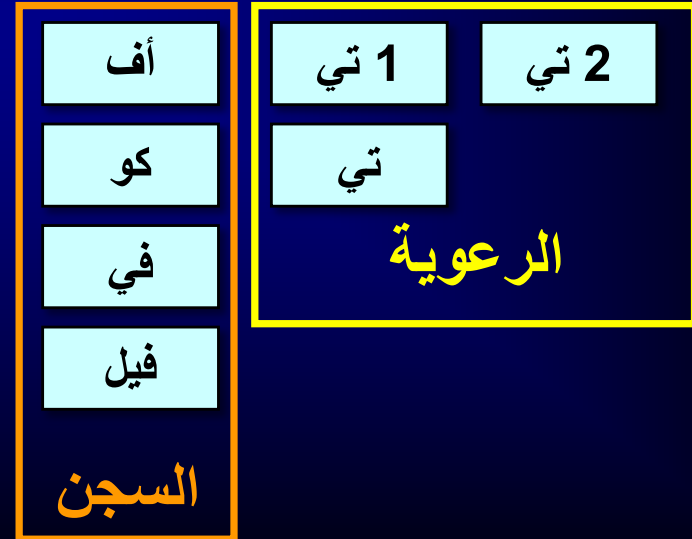 أف
كو
في
فيل
السجن
1 تي
2 تي
تي
الرعوية